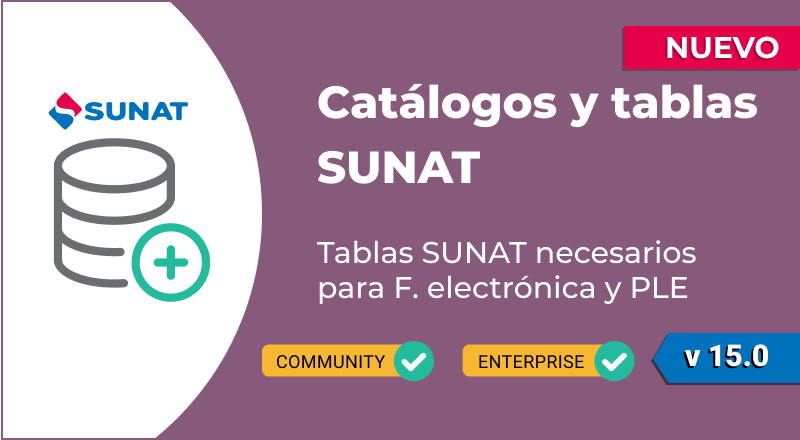 NUEVO
SUNAT
Catálogos y tablas
SUNAT
Tablas SUNAT necesarios
para F. electrónica y PLE
COMMUNITY
ENTERPRISE
v 15.0